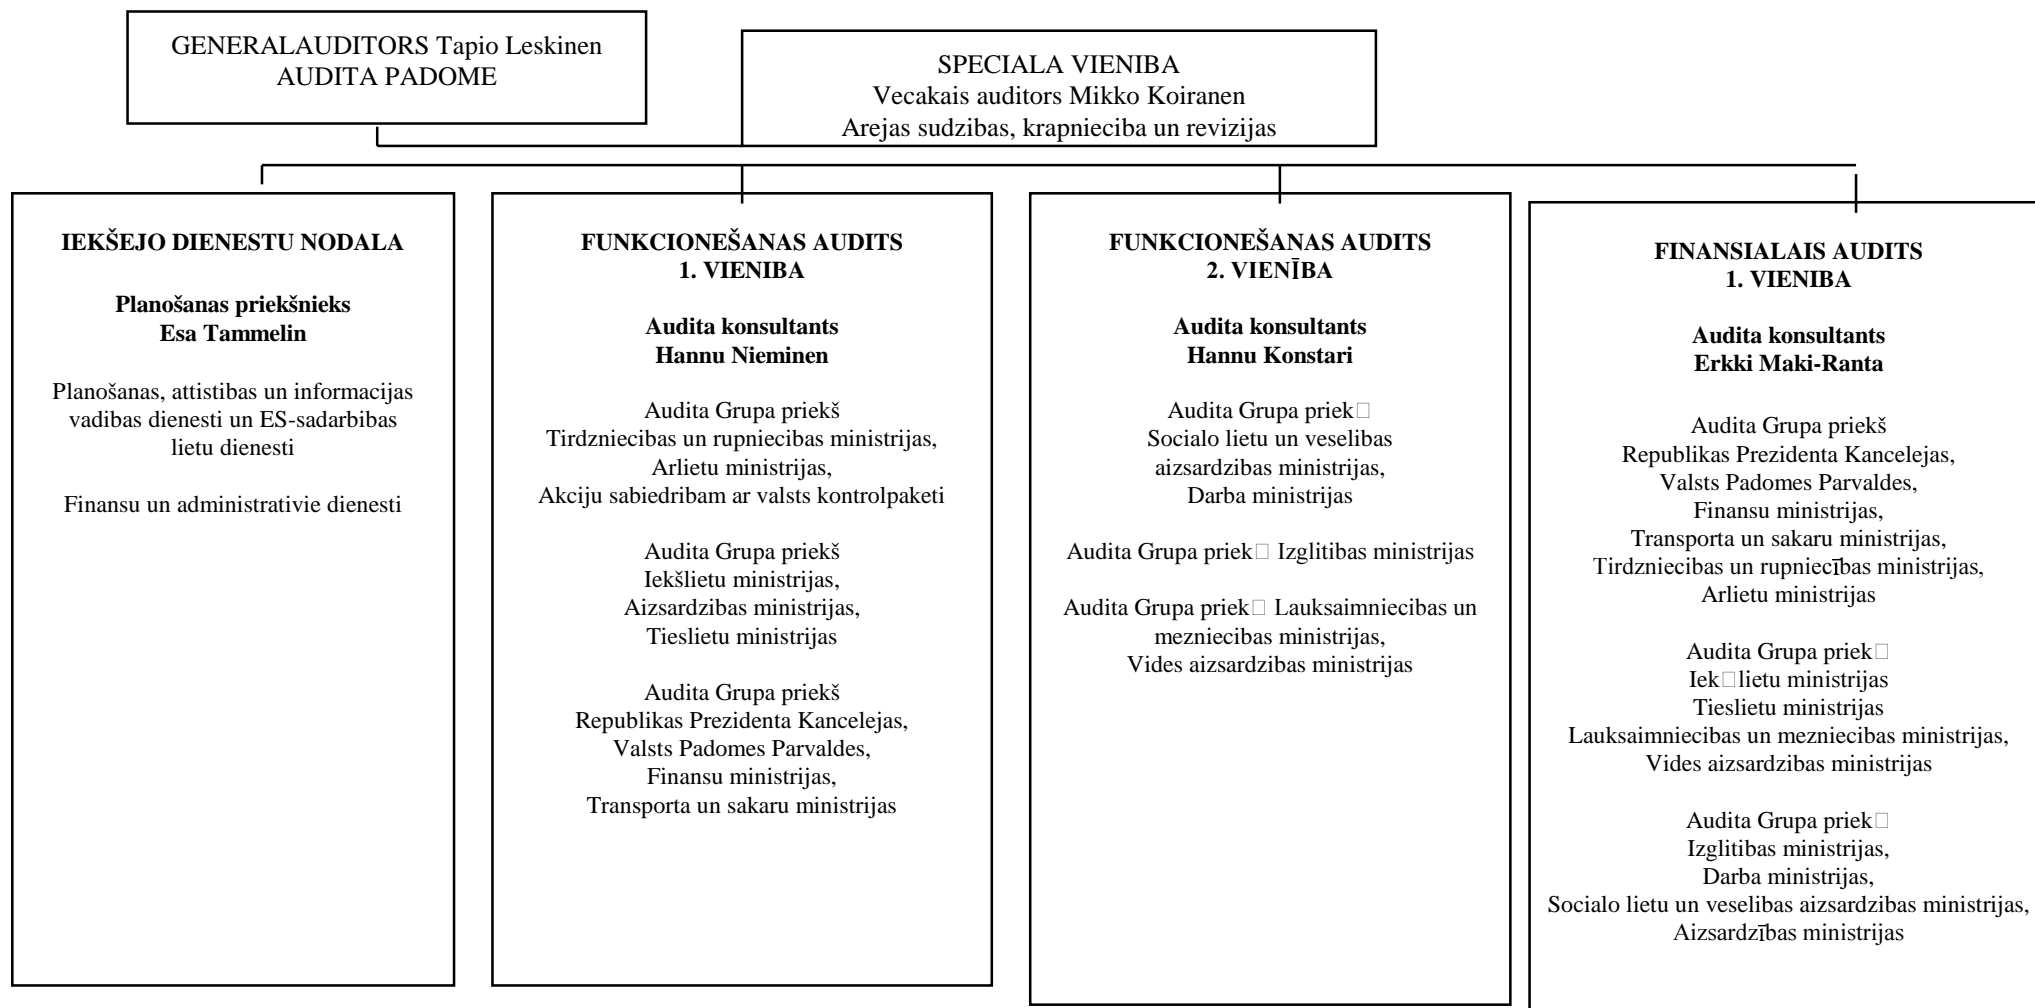 GENERALAUDITORS Tapio Leskinen
AUDITA PADOME
SPECIALA VIENIBA
Vecakais auditors Mikko Koiranen
Arejas sudzibas, krapnieciba un revizijas
IEKŠEJO DIENESTU NODALA
Planošanas priekšnieks
Esa Tammelin
Planošanas, attistibas un informacijas
vadibas dienesti un ES-sadarbibas
lietu dienesti
Finansu un administrativie dienesti
FUNKCIONEŠANAS AUDITS
1. VIENIBA
Audita konsultants
Hannu Nieminen
Audita Grupa priekš
Tirdzniecibas un rupniecibas ministrijas,
Arlietu ministrijas,
Akciju sabiedribam ar valsts kontrolpaketi
Audita Grupa priekš
Iekšlietu ministrijas,
Aizsardzibas ministrijas,
Tieslietu ministrijas
Audita Grupa priekš
Republikas Prezidenta Kancelejas,
Valsts Padomes Parvaldes,
Finansu ministrijas,
Transporta un sakaru ministrijas
FUNKCIONEŠANAS AUDITS
2. VIENĪBA
Audita konsultants
Hannu Konstari
Audita Grupa priek□
Socialo lietu un veselibas
aizsardzibas ministrijas,
Darba ministrijas
Audita Grupa priek□ Izglitibas ministrijas
Audita Grupa priek□ Lauksaimniecibas un
mezniecibas ministrijas,
Vides aizsardzibas ministrijas
FINANSIALAIS AUDITS
1. VIENIBA
Audita konsultants
Erkki Maki-Ranta
Audita Grupa priekš
Republikas Prezidenta Kancelejas,
Valsts Padomes Parvaldes,
Finansu ministrijas,
Transporta un sakaru ministrijas,
Tirdzniecibas un rupniecības ministrijas,
Arlietu ministrijas
Audita Grupa priek□
Iek□lietu ministrijas
Tieslietu ministrijas
Lauksaimniecibas un mezniecibas ministrijas,
Vides aizsardzibas ministrijas
Audita Grupa priek□
Izglitibas ministrijas,
Darba ministrijas,
Socialo lietu un veselibas aizsardzibas ministrijas,
Aizsardzības ministrijas